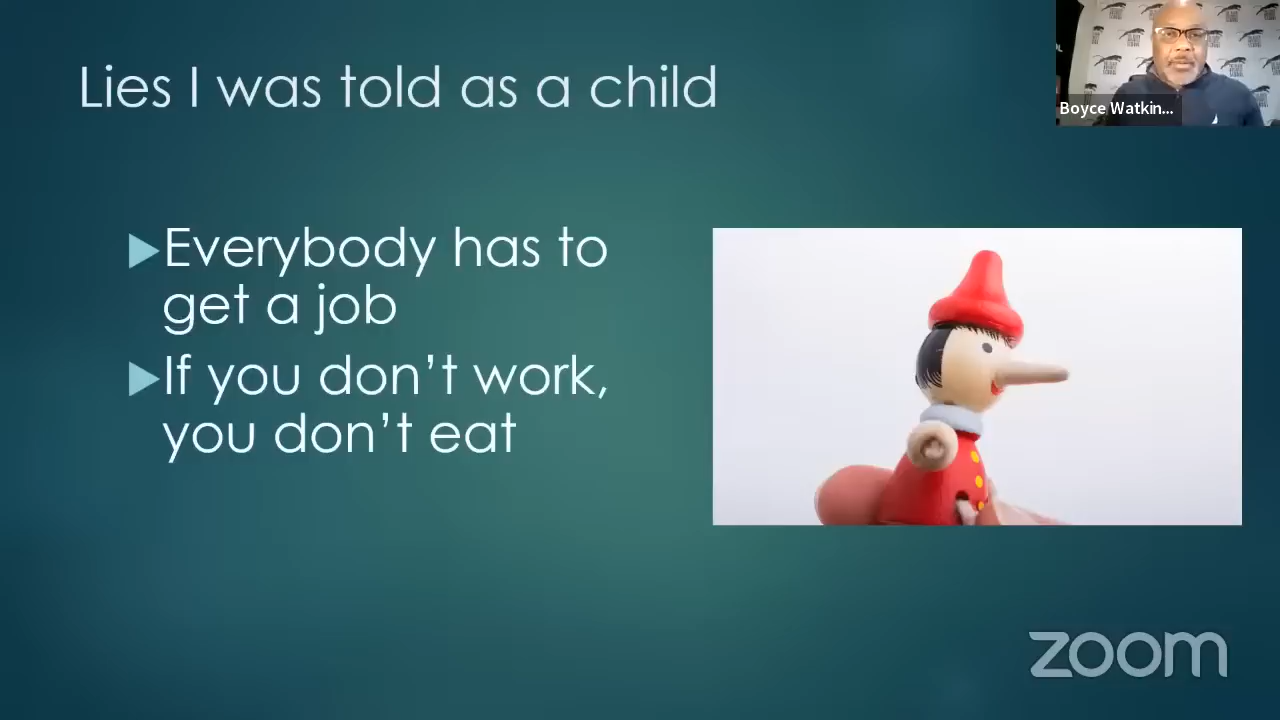 Lies I was told as a child
Boyce Watkin...
Everybody has to
get a job
If you don’t work,
you don’t eat
zoom